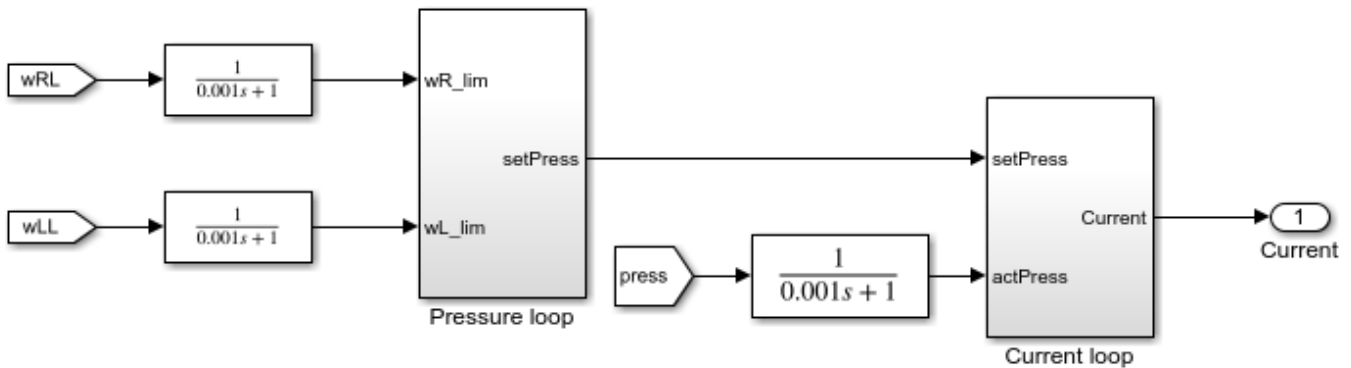 wRL
1
0.001s + 1
wR_lim
setPress
wLL
1
0.001s + 1
wL_lim
Pressure loop
press
1
0.001s + 1
setPress
Current
actPress
Current loop
1
Current